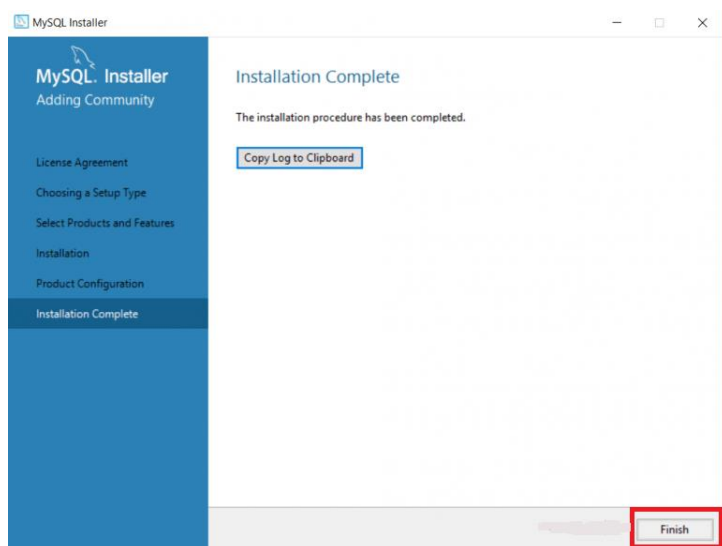 MySQL Installer
MySQL. Installer
Adding Community
License Agreement
Choosing a Setup Type
Select Products and Features
Installation
Product Configuration
Installation Complete
Installation Complete
The installation procedure has been completed.
Copy Log to Clipboard
Finish